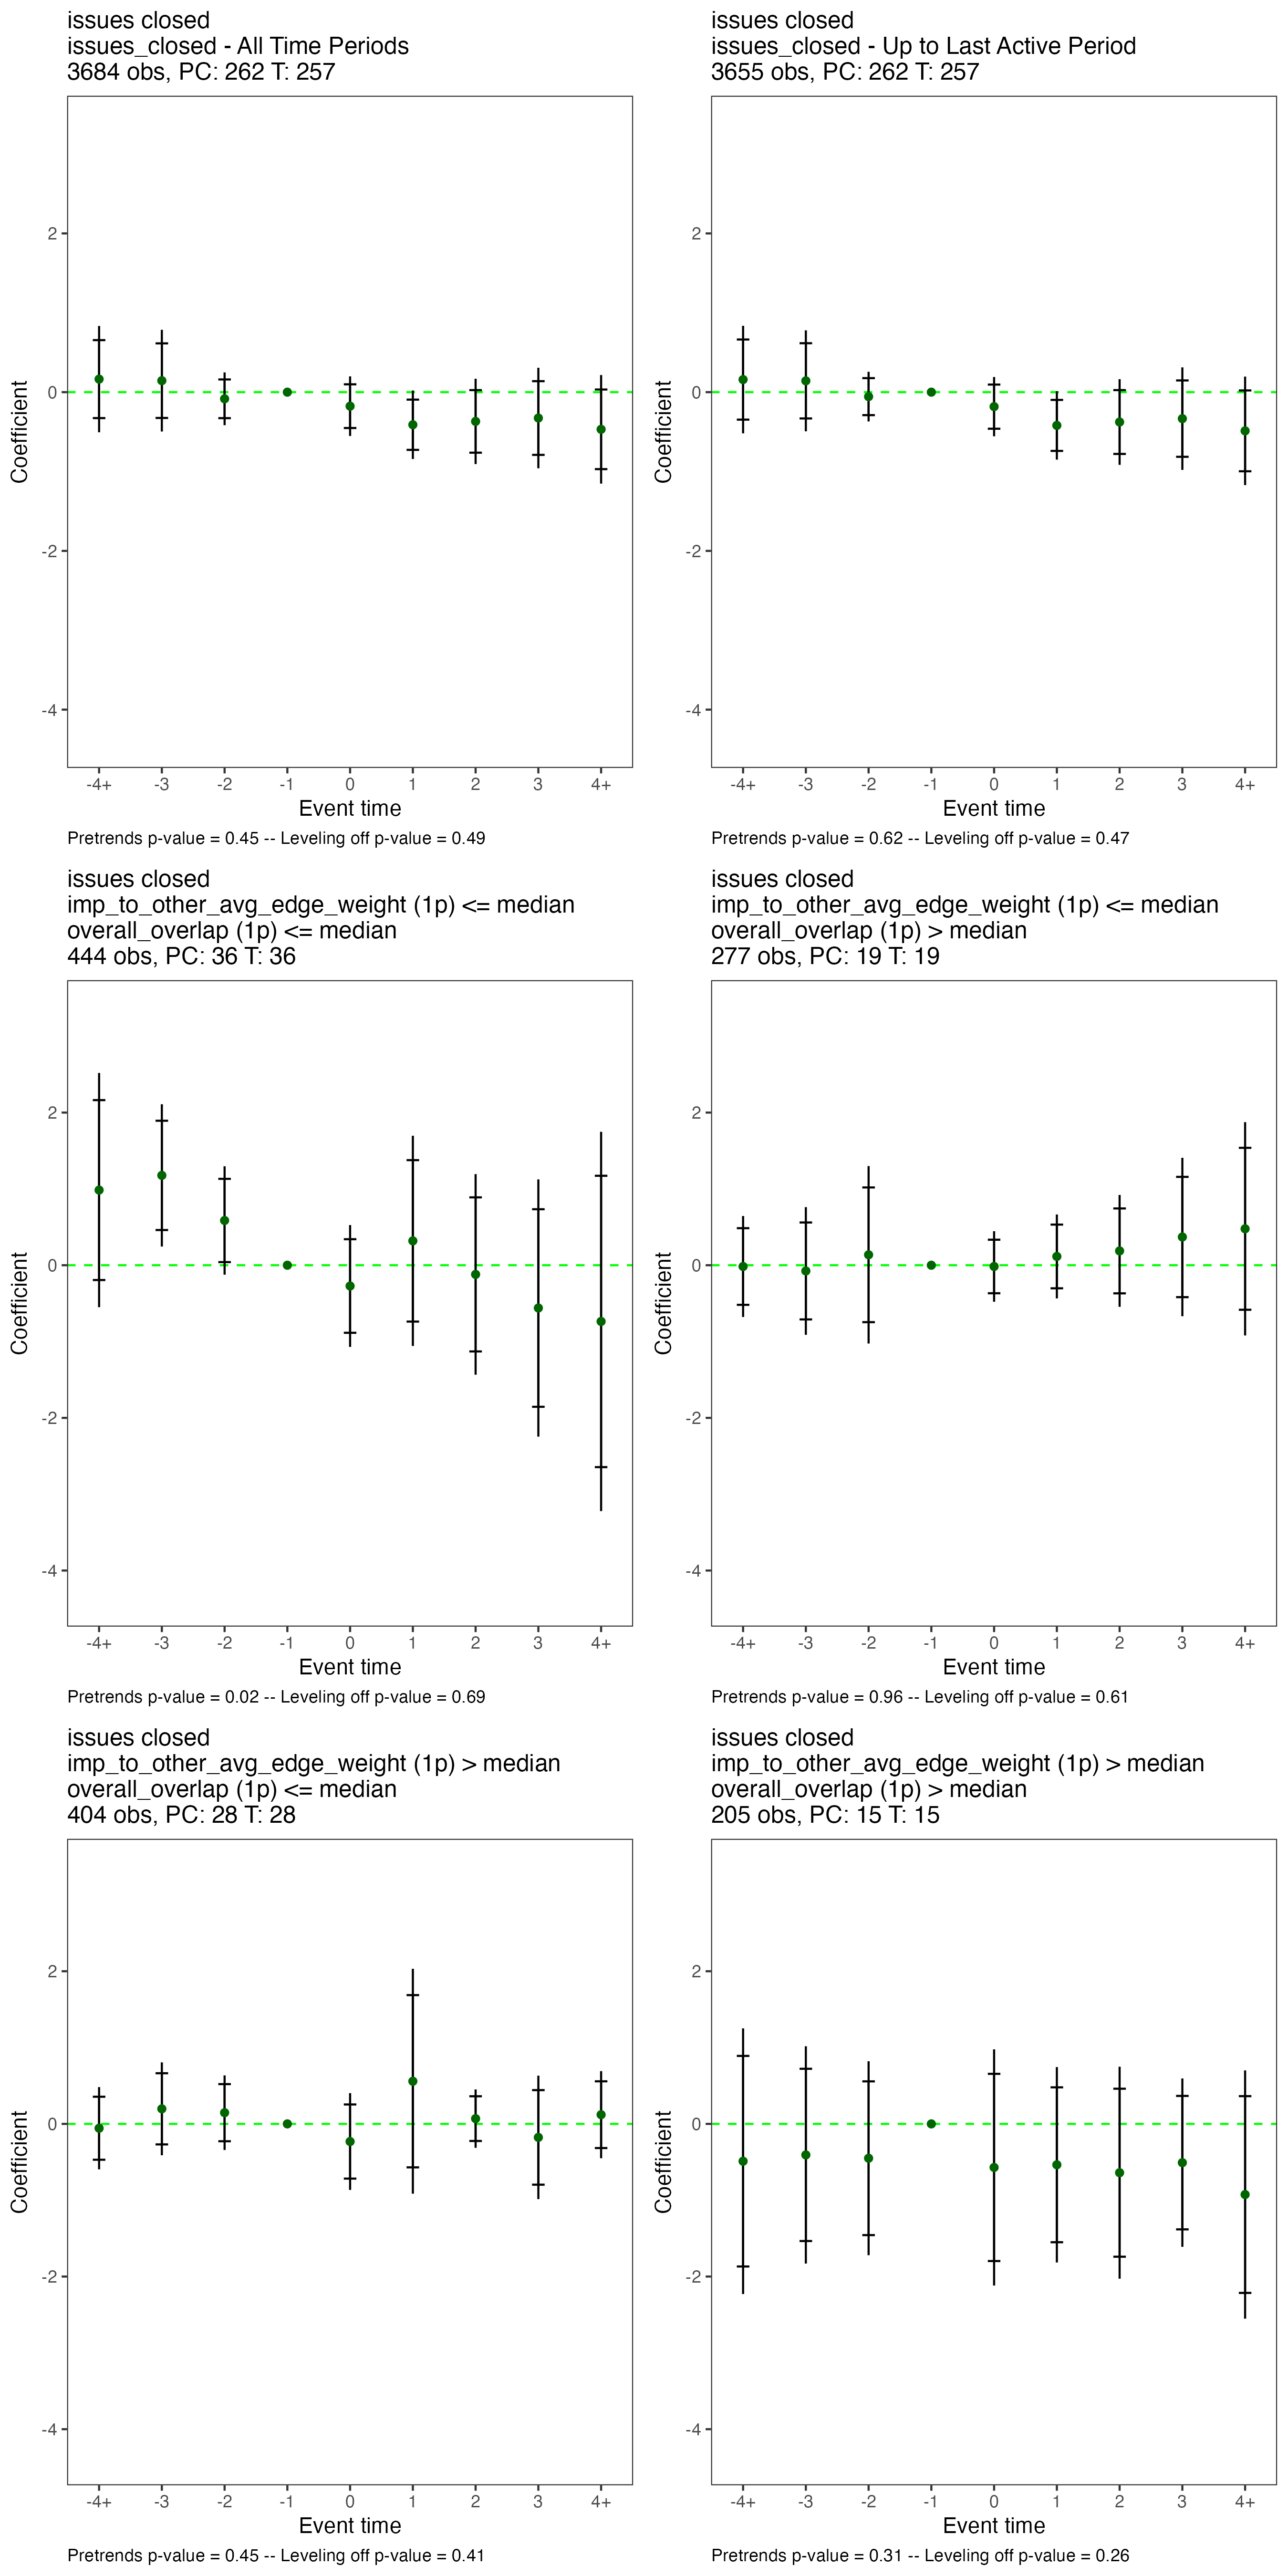 issues closed
issues_closed - All Time Periods
3684 obs, PC: 262 T: 257
2
0
-2
-4
Coefficient
-4+ -3 -2 -1 0 1 2 3 4+
Event time
Pretrends p-value = 0.45 -- Leveling off p-value = 0.49
issues closed
issues_closed - Up to Last Active Period
3655 obs, PC: 262 T: 257
2
0
-2
-4
Coefficient
-4+ -3 -2 -1 0 1 2 3 4+
Event time
Pretrends p-value = 0.62 -- Leveling off p-value = 0.47
issues closed
imp_to_other_avg_edge_weight (1p) <= median
overall_overlap (1p) <= median
444 obs, PC: 36 T: 36
2
0
-2
-4
Coefficient
-4+ -3 -2 -1 0 1 2 3 4+
Event time
Pretrends p-value = 0.02 -- Leveling off p-value = 0.69
issues closed
imp_to_other_avg_edge_weight (1p) <= median
overall_overlap (1p) > median
277 obs, PC: 19 T: 19
2
0
-2
-4
Coefficient
-4+ -3 -2 -1 0 1 2 3 4+
Event time
Pretrends p-value = 0.96 -- Leveling off p-value = 0.61
issues closed
imp_to_other_avg_edge_weight (1p) > median
overall_overlap (1p) <= median
404 obs, PC: 28 T: 28
2
0
-2
-4
Coefficient
-4+ -3 -2 -1 0 1 2 3 4+
Event time
Pretrends p-value = 0.45 -- Leveling off p-value = 0.41
issues closed
imp_to_other_avg_edge_weight (1p) > median
overall_overlap (1p) > median
205 obs, PC: 15 T: 15
2
0
-2
-4
Coefficient
-4+ -3 -2 -1 0 1 2 3 4+
Event time
Pretrends p-value = 0.31 -- Leveling off p-value = 0.26